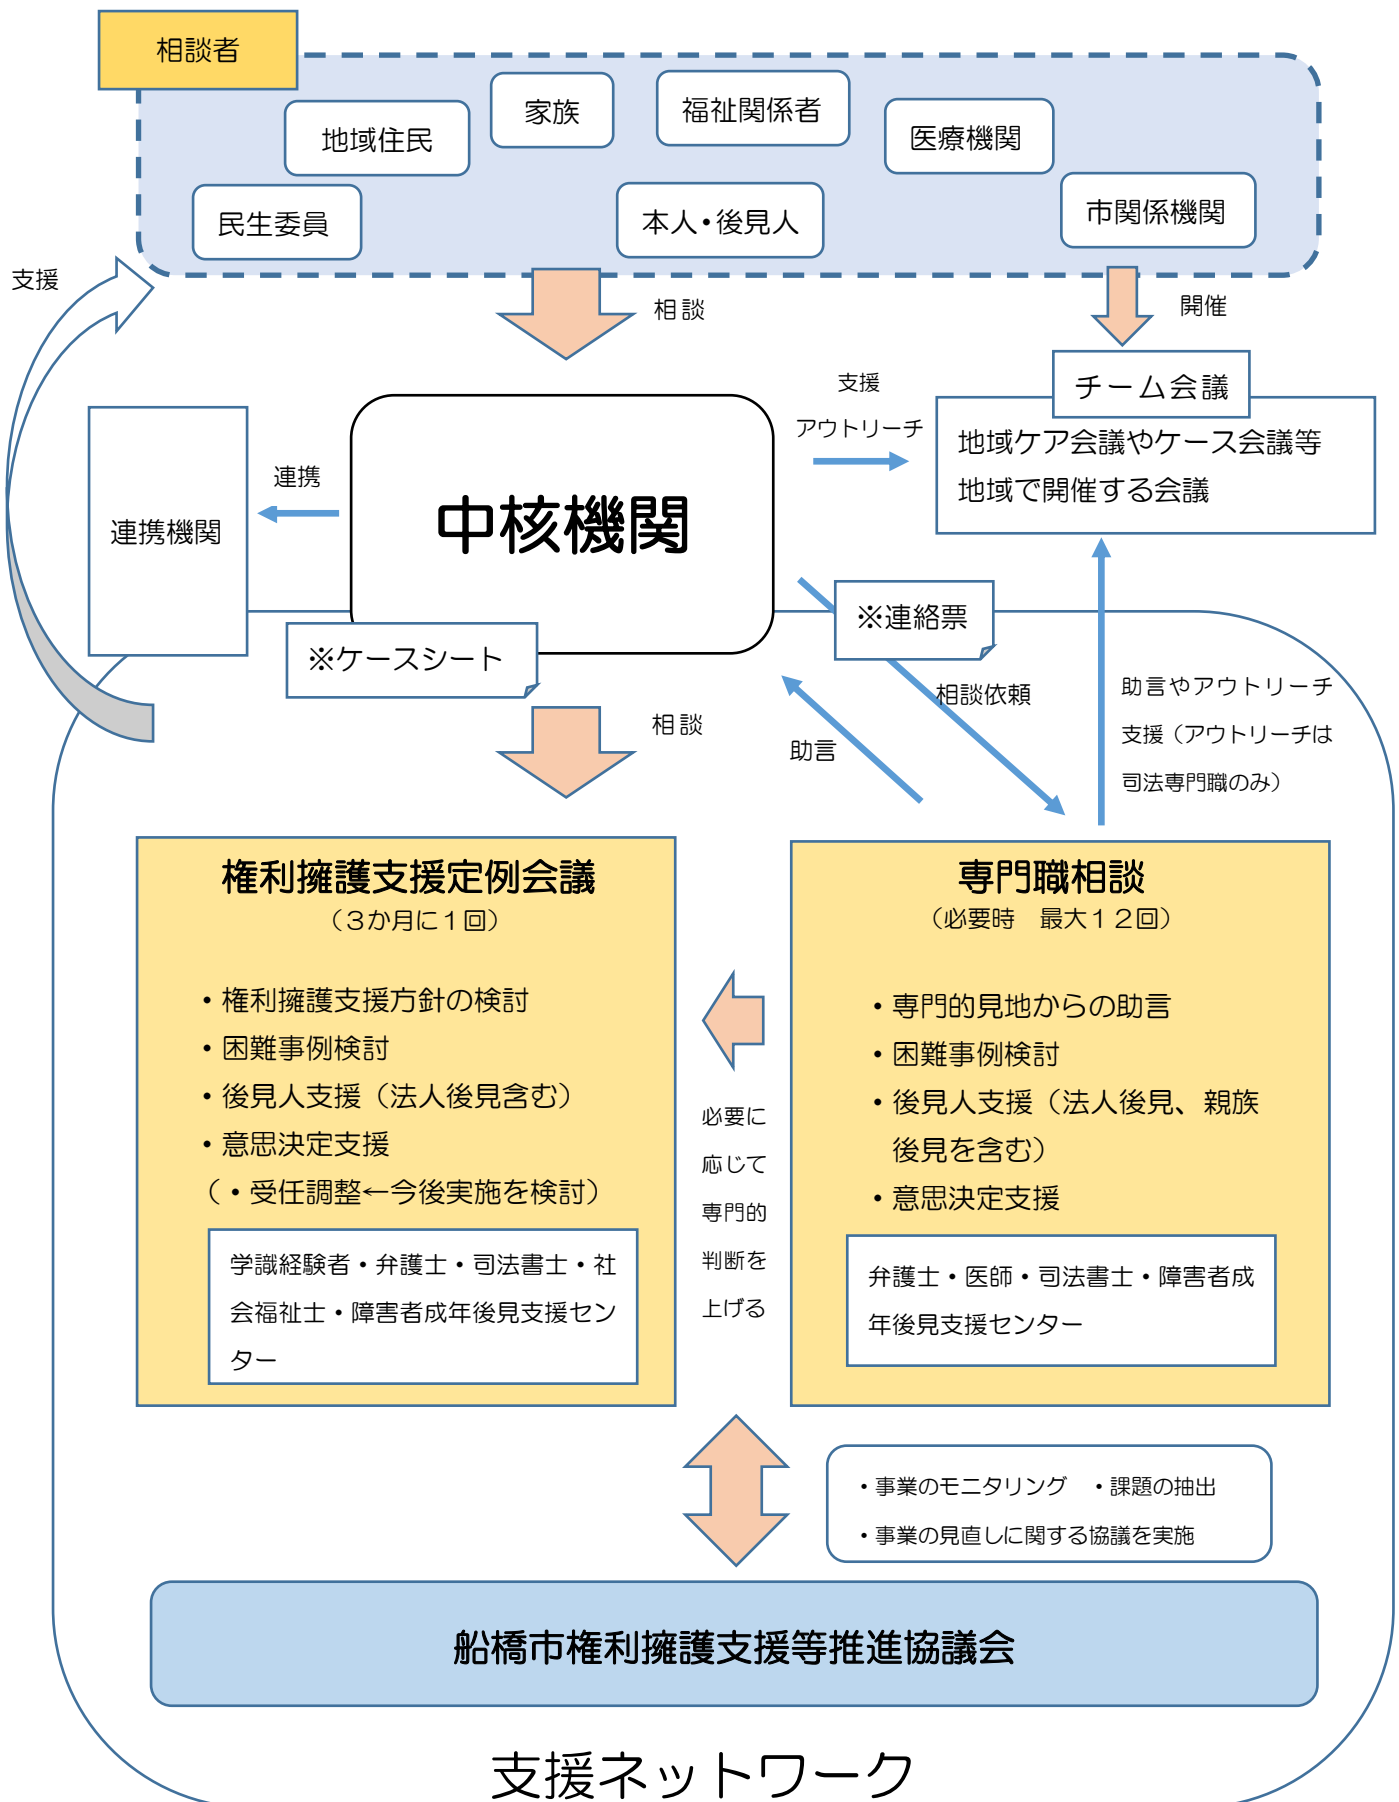 相談者
家族
福祉関係者
地域住民
医療機関
民生委員
本人・後見人
市関係機関
支援
相談
開催
チーム会議
支援
アウトリーチ
地域ケア会議やケース会議等
地域で開催する会議
連携
連携機関
中核機関
※連絡票
※ケースシート
相談依頼
助言やアウトリーチ
支援（アウトリーチは
司法専門職のみ）
相談
助言
権利擁護支援定例会議
（３か月に１回）
・権利擁護支援方針の検討
・困難事例検討
・後見人支援（法人後見含む）
・意思決定支援
（・受任調整←今後実施を検討）
学識経験者・弁護士・司法書士・社
会福祉士・障害者成年後見支援セン
ター
必要に
応じて
専門的
判断を
上げる
専門職相談
（必要時　最大１２回）
・専門的見地からの助言
・困難事例検討
・後見人支援（法人後見、親族
後見を含む）
・意思決定支援
弁護士・医師・司法書士・障害者成
年後見支援センター
・事業のモニタリング　・課題の抽出
・事業の見直しに関する協議を実施
船橋市権利擁護支援等推進協議会
支援ネットワーク